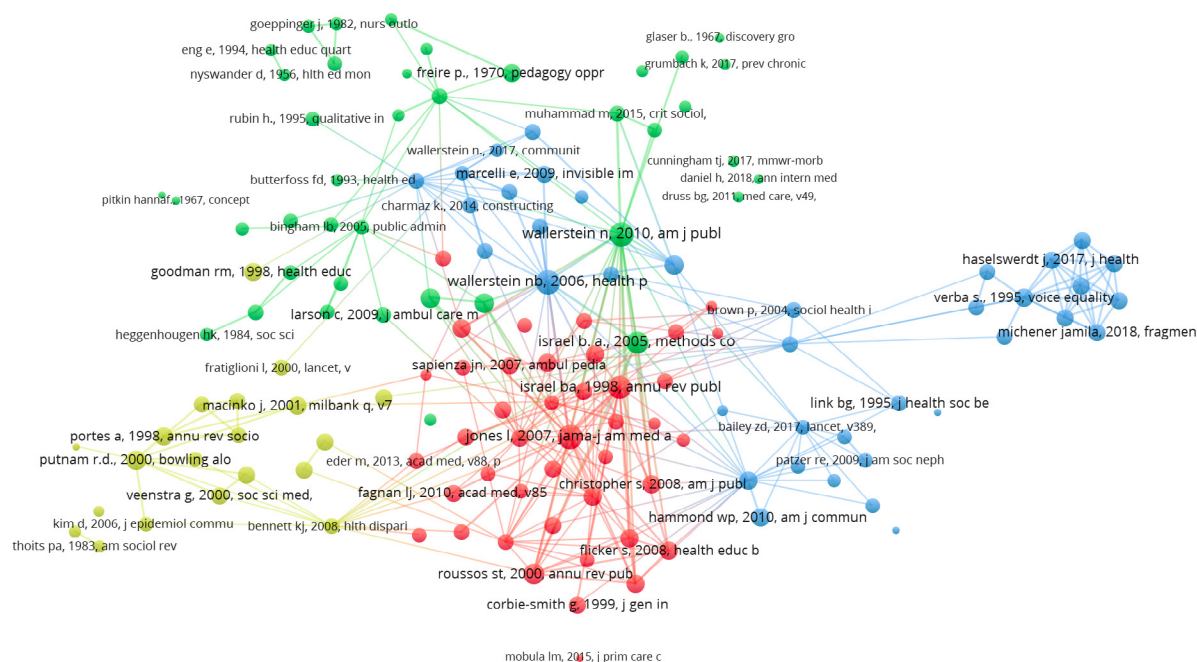 goeppinger j, 1982, nurs outlo
glaser b., 1967, discovery gro
eng e, 1994, health educ quart
grumbach k, 2017, prev chronic
nyswander d, 1956, hlth ed mon
freire p., 1970, pedagogy oppr
rubin h., 1995, qualitative in
muhammad m, 2015, crit sociol,
wallerstein n., 2017, communit
cunningham tj, 2017, mmwr-morb
marcelli e, 2009, invisible im
daniel h, 2018, ann intern med
butterfoss fd, 1993, health ed
druss bg, 2011, med care, v49,
pitkin hannaf., 1967, concept
charmaz k., 2014, constructing
bingham lb, 2005, public admin
wallerstein n, 2010, am j publ
haselswerdt j, 2017, j health
goodman rm, 1998, health educ
wallerstein nb, 2006, health p
verba s., 1995, voice equality
larson c, 2009, j ambul care m
brown p, 2004, sociol health i
michener jamila, 2018, fragmen
heggenhougen hk, 1984, soc sci
israel b. a., 2005, methods co
fratiglioni l, 2000, lancet, v
sapienza jn, 2007, ambul pedia
israel ba, 1998, annu rev publ
link bg, 1995, j health soc be
macinko j, 2001, milbank q, v7
bailey zd, 2017, lancet, v389,
portes a, 1998, annu rev socio
jones l, 2007, jama-j am med a
putnam r.d., 2000, bowling alo
eder m, 2013, acad med, v88, p
patzer re, 2009, j am soc neph
christopher s, 2008, am j publ
veenstra g, 2000, soc sci med,
fagnan lj, 2010, acad med, v85
hammond wp, 2010, am j commun
kim d, 2006, j epidemiol commu
bennett kj, 2008, hlth dispari
thoits pa, 1983, am sociol rev
flicker s, 2008, health educ b
roussos st, 2000, annu rev pub
corbie-smith g, 1999, j gen in
mobula lm, 2015, j prim care c